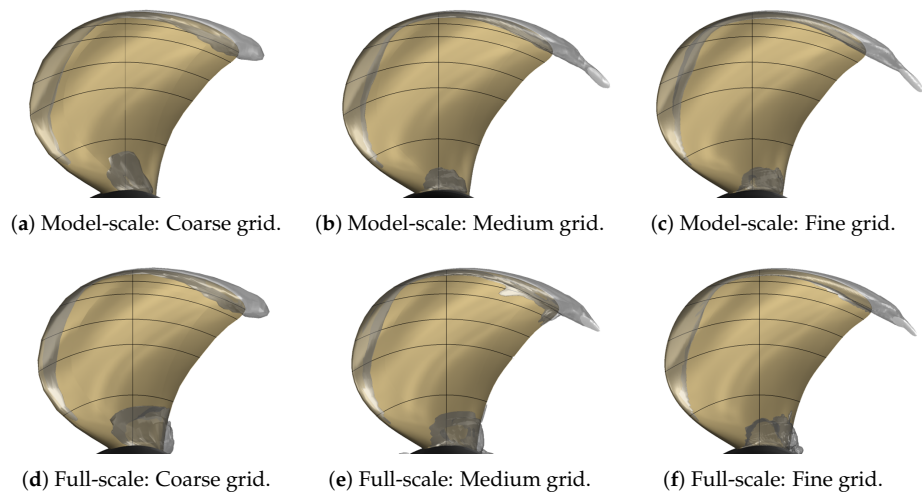 (a) Model-scale: Coarse grid.
(b) Model-scale: Medium grid.
(c) Model-scale: Fine grid.
(d) Full-scale: Coarse grid.
(e) Full-scale: Medium grid.
(f) Full-scale: Fine grid.